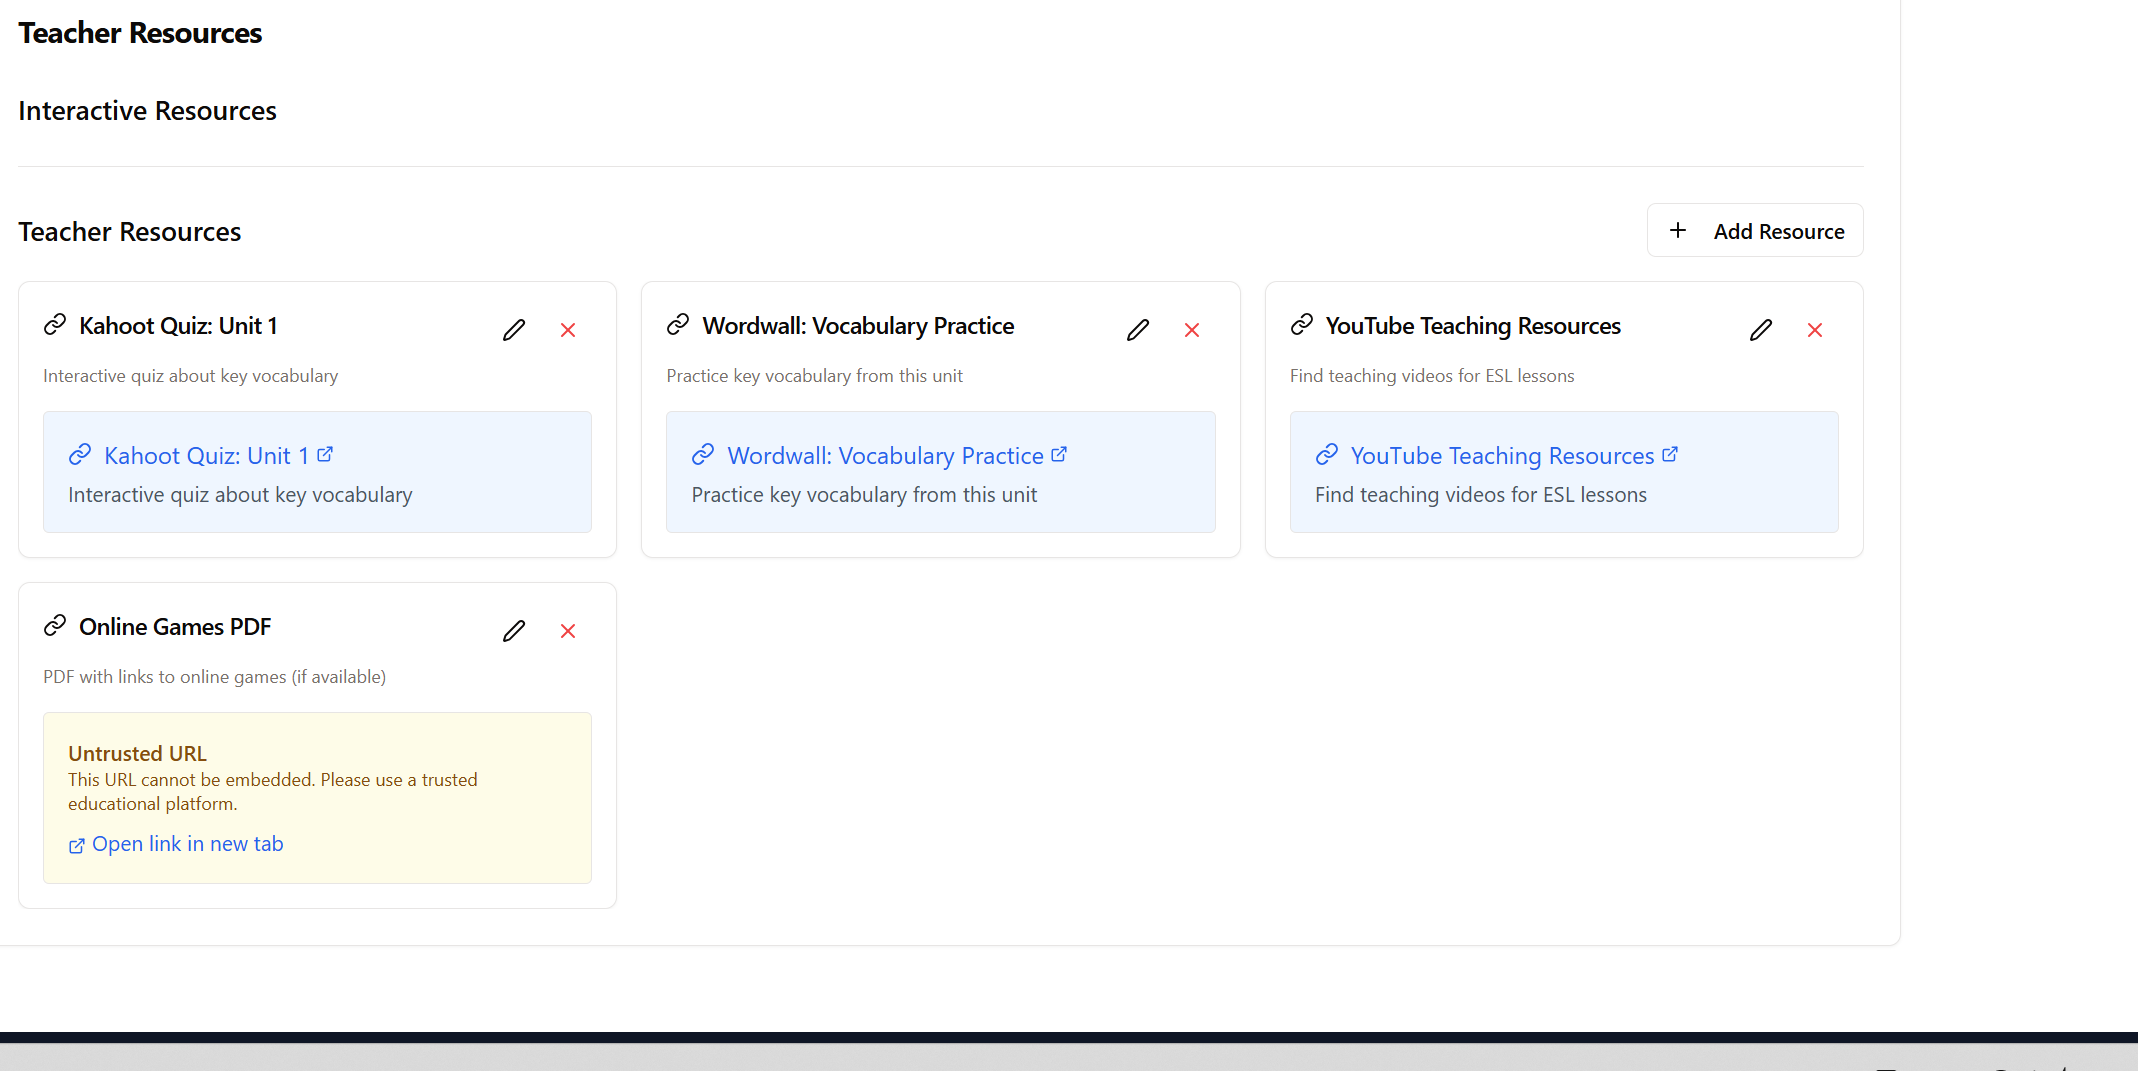 Teacher Resources
Interactive Resources
Teacher Resources
Add Resource
Kahoot Quiz: Unit 1
Interactive quiz about key vocabulary
Kahoot Quiz: Unit 1
Interactive quiz about key vocabulary
Wordwall: Vocabulary Practice
Practice key vocabulary from this unit
Wordwall: Vocabulary Practice
Practice key vocabulary from this unit
YouTube Teaching Resources
Find teaching videos for ESL lessons
YouTube Teaching Resources
Find teaching videos for ESL lessons
Online Games PDF
PDF with links to online games (if available)
Untrusted URL
This URL cannot be embedded. Please use a trusted
educational platform.
Open link in new tab